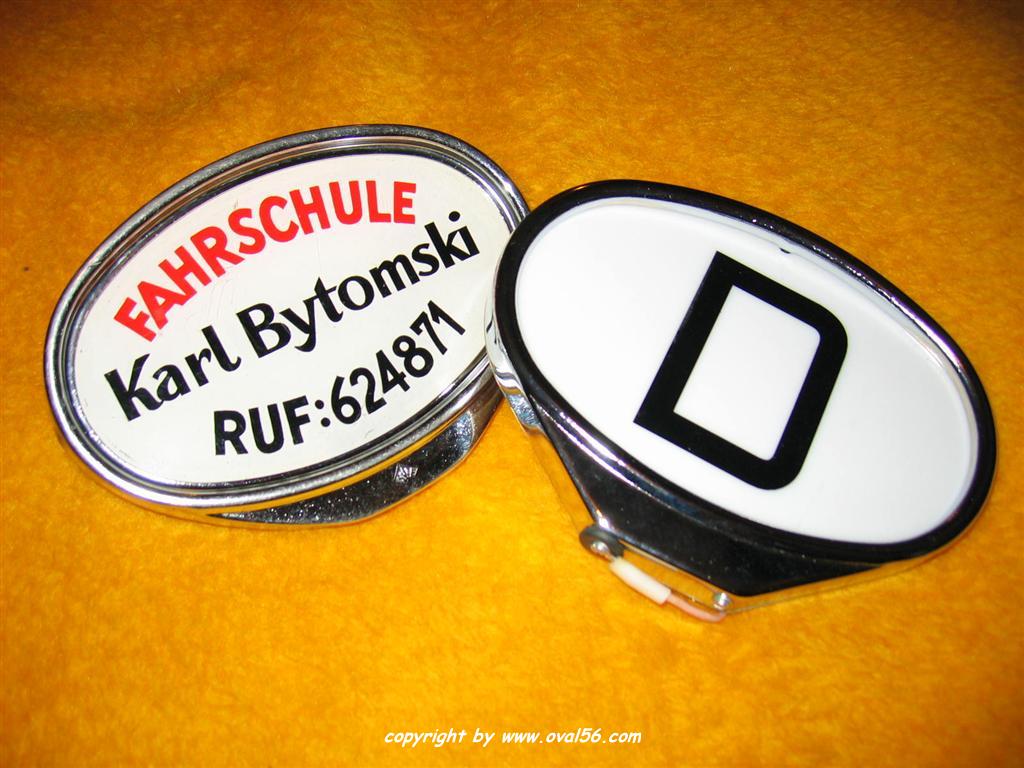 FAHRSCHULE
Karl Bytomski
RUF:624871
D
copyright by www.oval56.com